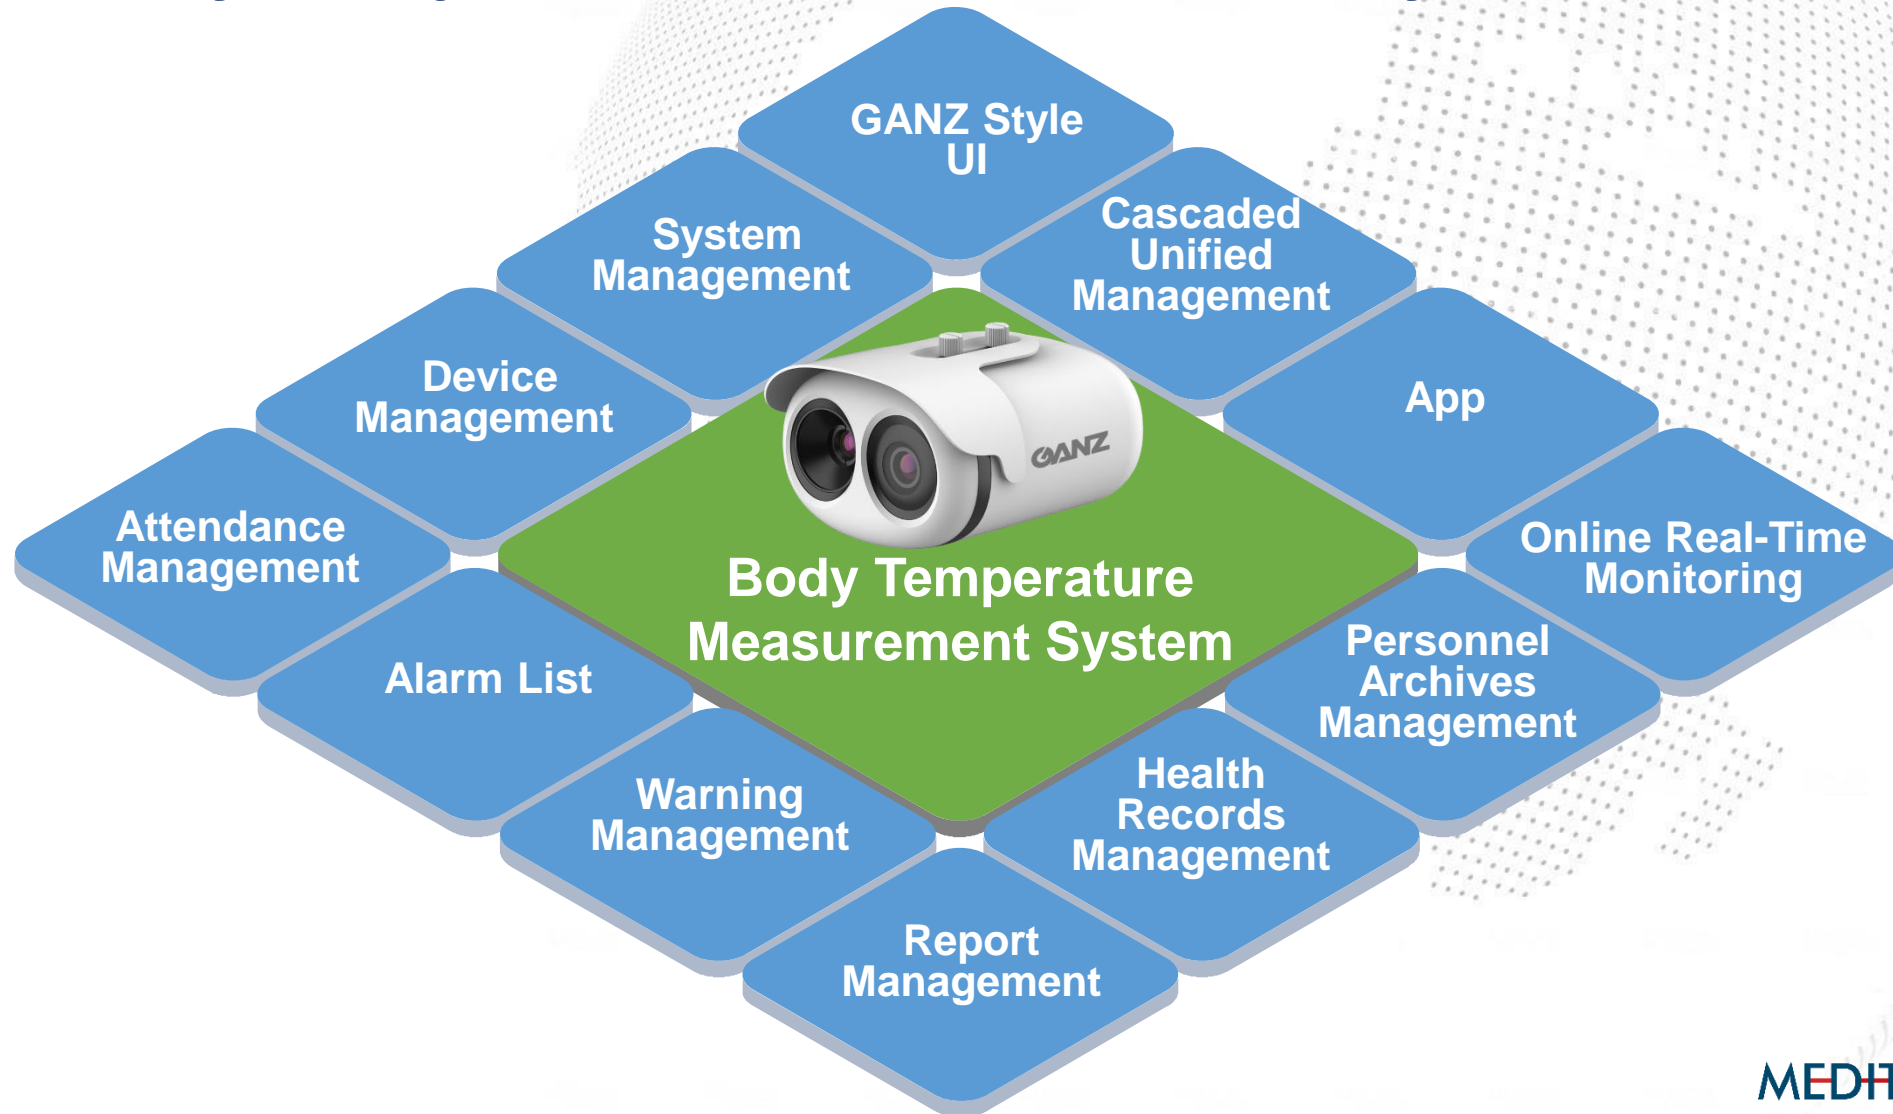 GANZ Style
UI
System
Management
Cascaded
Unified
Management
Device
Management
App
GANZ
Attendance
Management
Online Real-Time
Monitoring
Body Temperature
Measurement System
Alarm List
Personnel
Archives
Management
Warning
Management
Health
Records
Management
Report
Management